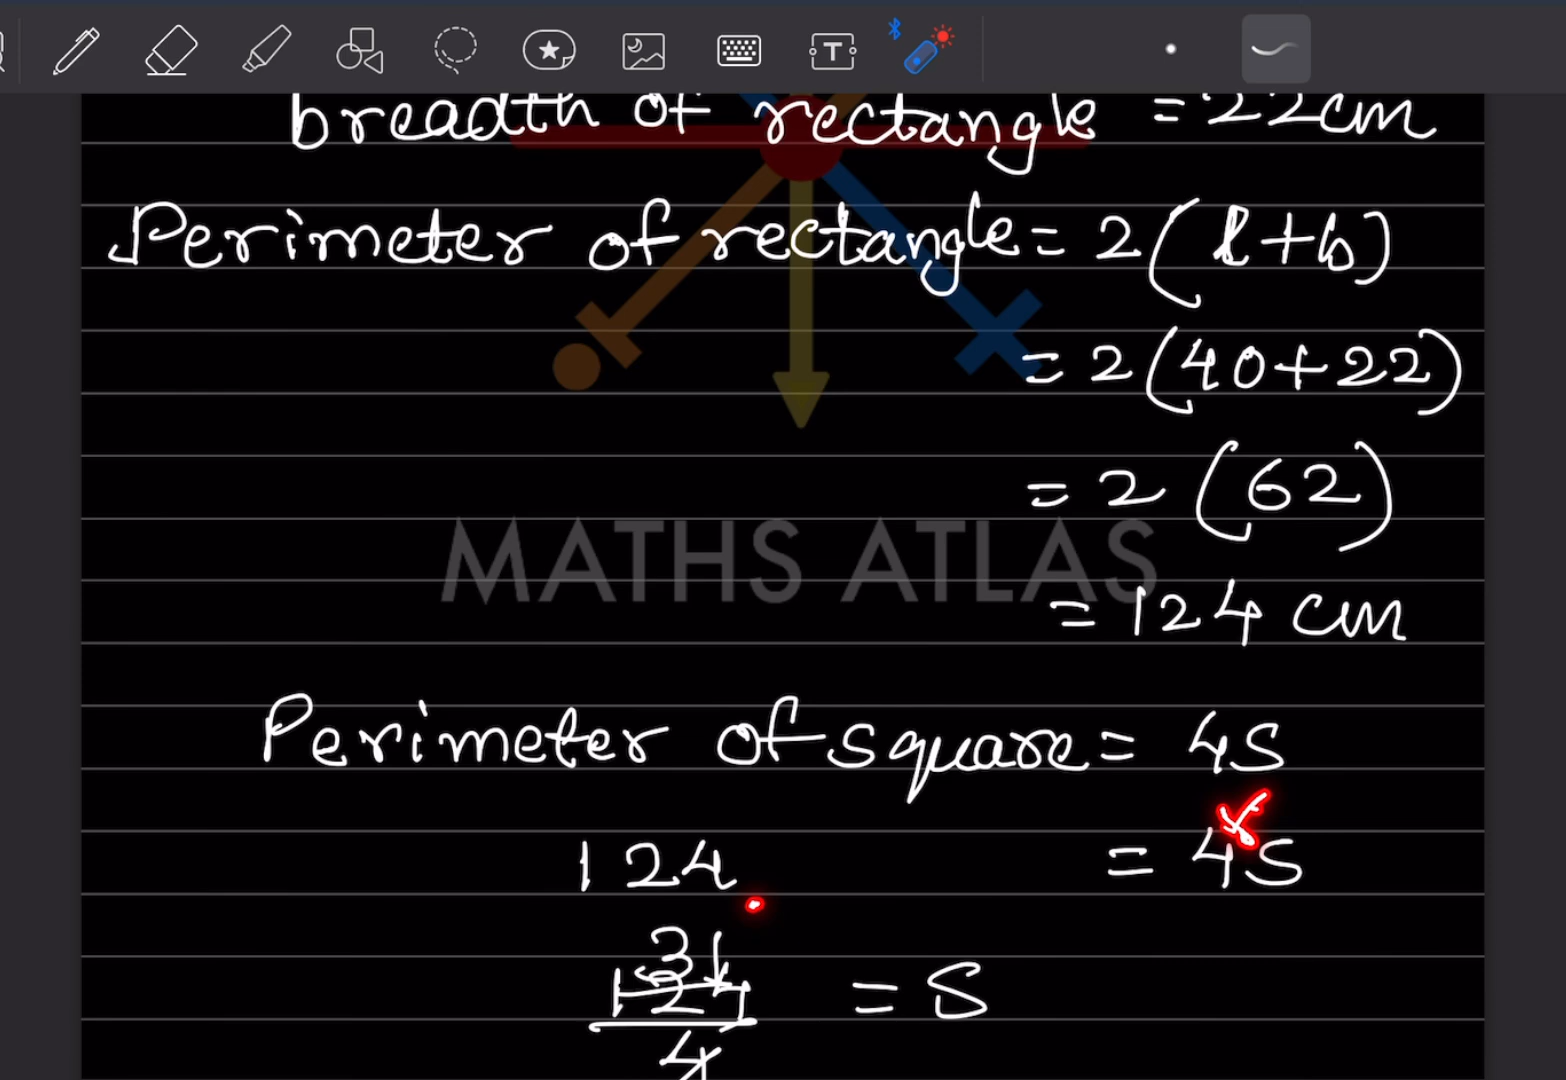 breadth of rectangle = 22cm
Perimeter of rectangle = 2(l+b)
= 2(40+22)
= 2(62)
MATHS ATLAS
= 124 cm
Perimeter of square = 4S
124 = 4S
31
124 = S
4